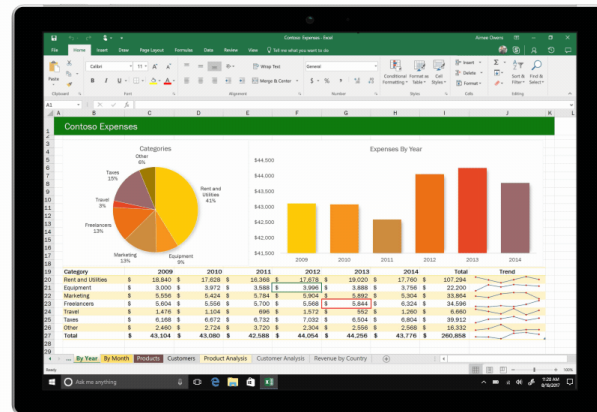 Contoso Expenses - Excel
Aimee Owens
File Home Insert Draw Page Layout Formulas Data Review View Tell me what you want to do
Paste
Calibri 11
B I U
Wrap Text
Merge & Center
General
$ % ,
Conditional Formatting
Format as Table
Cell Styles
Insert
Delete
Format
Sort & Filter
Find & Select
Clipboard Font Alignment Number Styles Cells Editing
A1
A B C D E F G H I J K L
Contoso Expenses
Categories
Other 6%
Taxes 15%
Travel 3%
Freelancers 13%
Marketing 13%
Equipment 9%
Rent and Utilities 41%
Expenses By Year
$44.500
$44.000
$43.500
$43.000
$42.500
$42.000
$41.500
2009 2010 2011 2012 2013 2014
Category 2009 2010 2011 2012 2013 2014 Total Trend
Rent and Utilities $ 18.840 $ 17.628 $ 16.368 $ 17.678 $ 19.020 $ 17.760 $ 107.294
Equipment $ 3.000 $ 3.972 $ 3.588 $ 3.996 $ 3.888 $ 3.756 $ 22.200
Marketing $ 5.556 $ 5.424 $ 5.784 $ 5.904 $ 5.892 $ 5.304 $ 33.864
Freelancers $ 5.604 $ 5.556 $ 5.700 $ 5.568 $ 5.844 $ 6.324 $ 34.596
Travel $ 1.476 $ 1.104 $ 696 $ 1.572 $ 552 $ 1.260 $ 6.660
Taxes $ 6.168 $ 6.672 $ 6.732 $ 7.032 $ 6.504 $ 6.804 $ 39.912
Other $ 2.460 $ 2.724 $ 3.720 $ 2.304 $ 2.556 $ 2.568 $ 16.332
Total $ 43.104 $ 43.080 $ 42.588 $ 44.054 $ 44.256 $ 43.776 $ 260,858
By Year By Month Products Customers Product Analysis Customer Analysis Revenue by Country
Ready
100%
Ask me anything